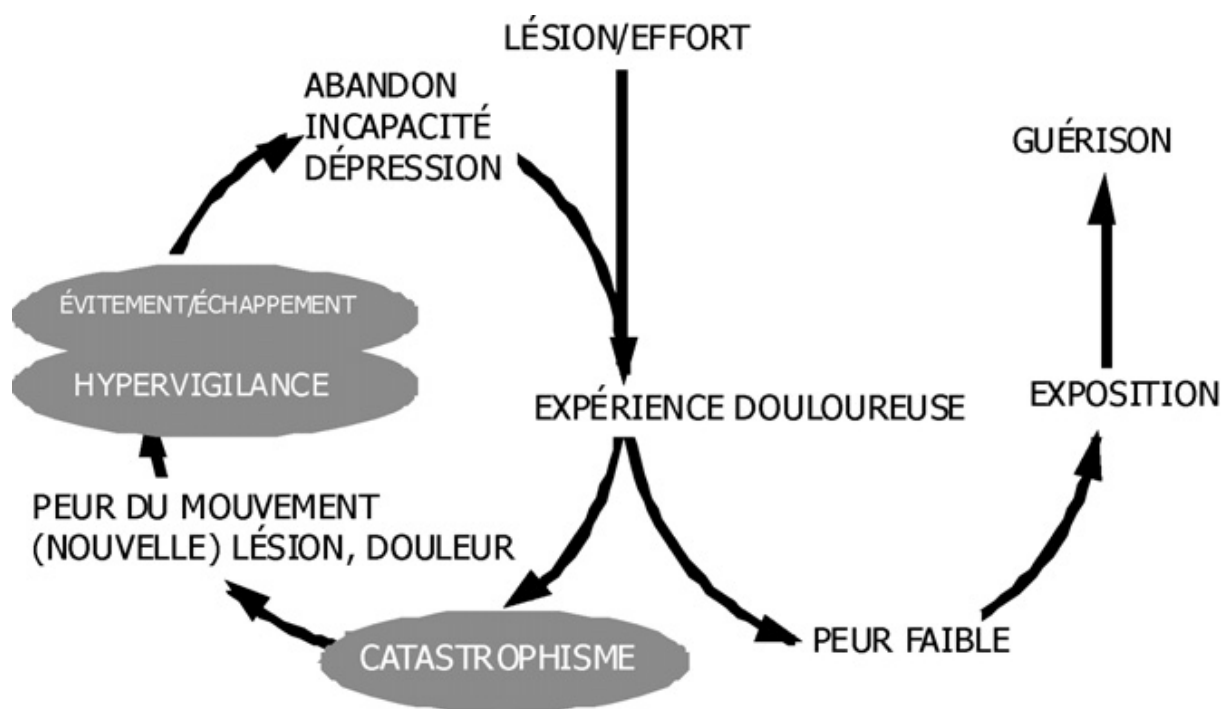 LÉSION/EFFORT
ABANDON
INCAPACITÉ
DÉPRESSION
GUÉRISON
ÉVITEMENT/ÉCHAPPEMENT
HYPERVIGILANCE
EXPÉRIENCE DOULOUREUSE
EXPOSITION
PEUR DU MOUVEMENT
(NOUVELLE) LÉSION, DOULEUR
CATASTROPHISME
PEUR FAIBLE